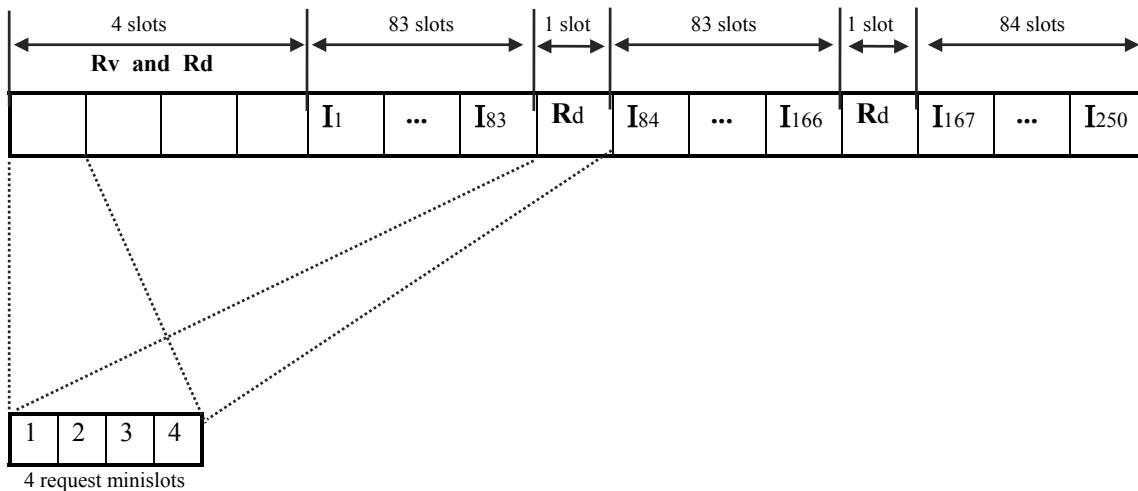 4 slots 83 slots 1 slot 83 slots 1 slot 84 slots
Rv and Rd
I1 ... I83 Rd I84 ... I166 Rd I167 ... I250
1 2 3 4
4 request minislots